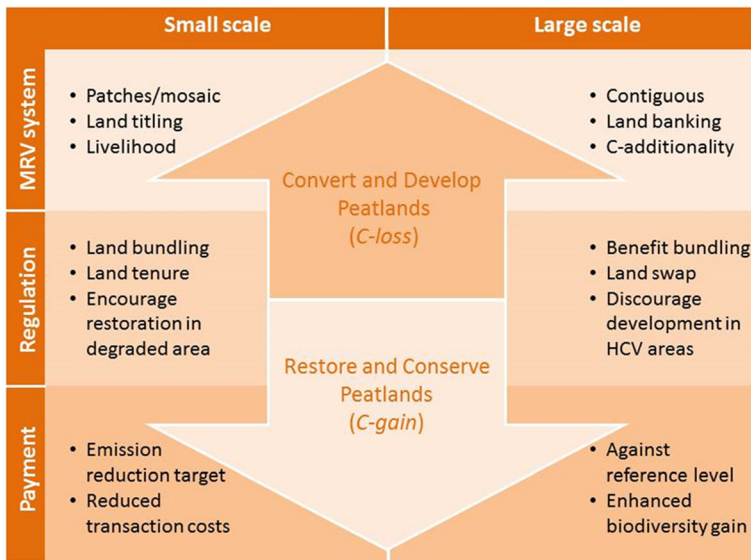 Small scale
Large scale
MRV system
• Patches/mosaic
• Land titling
• Livelihood
• Contiguous
• Land banking
• C-additionality
Convert and Develop
Peatlands
(C-loss)
Regulation
• Land bundling
• Land tenure
• Encourage
restoration in
degraded area
• Benefit bundling
• Land swap
• Discourage
development in
HCV areas
Restore and Conserve
Peatlands
(C-gain)
Payment
• Emission
reduction target
• Reduced
transaction costs
• Against
reference level
• Enhanced
biodiversity gain